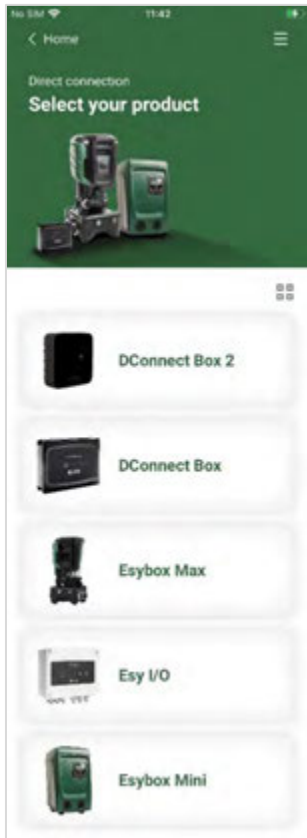 No SIM 11:42
< Home
Direct connection
Select your product
DConnect Box 2
DConnect Box
Esybox Max
Esy I/O
Esybox Mini